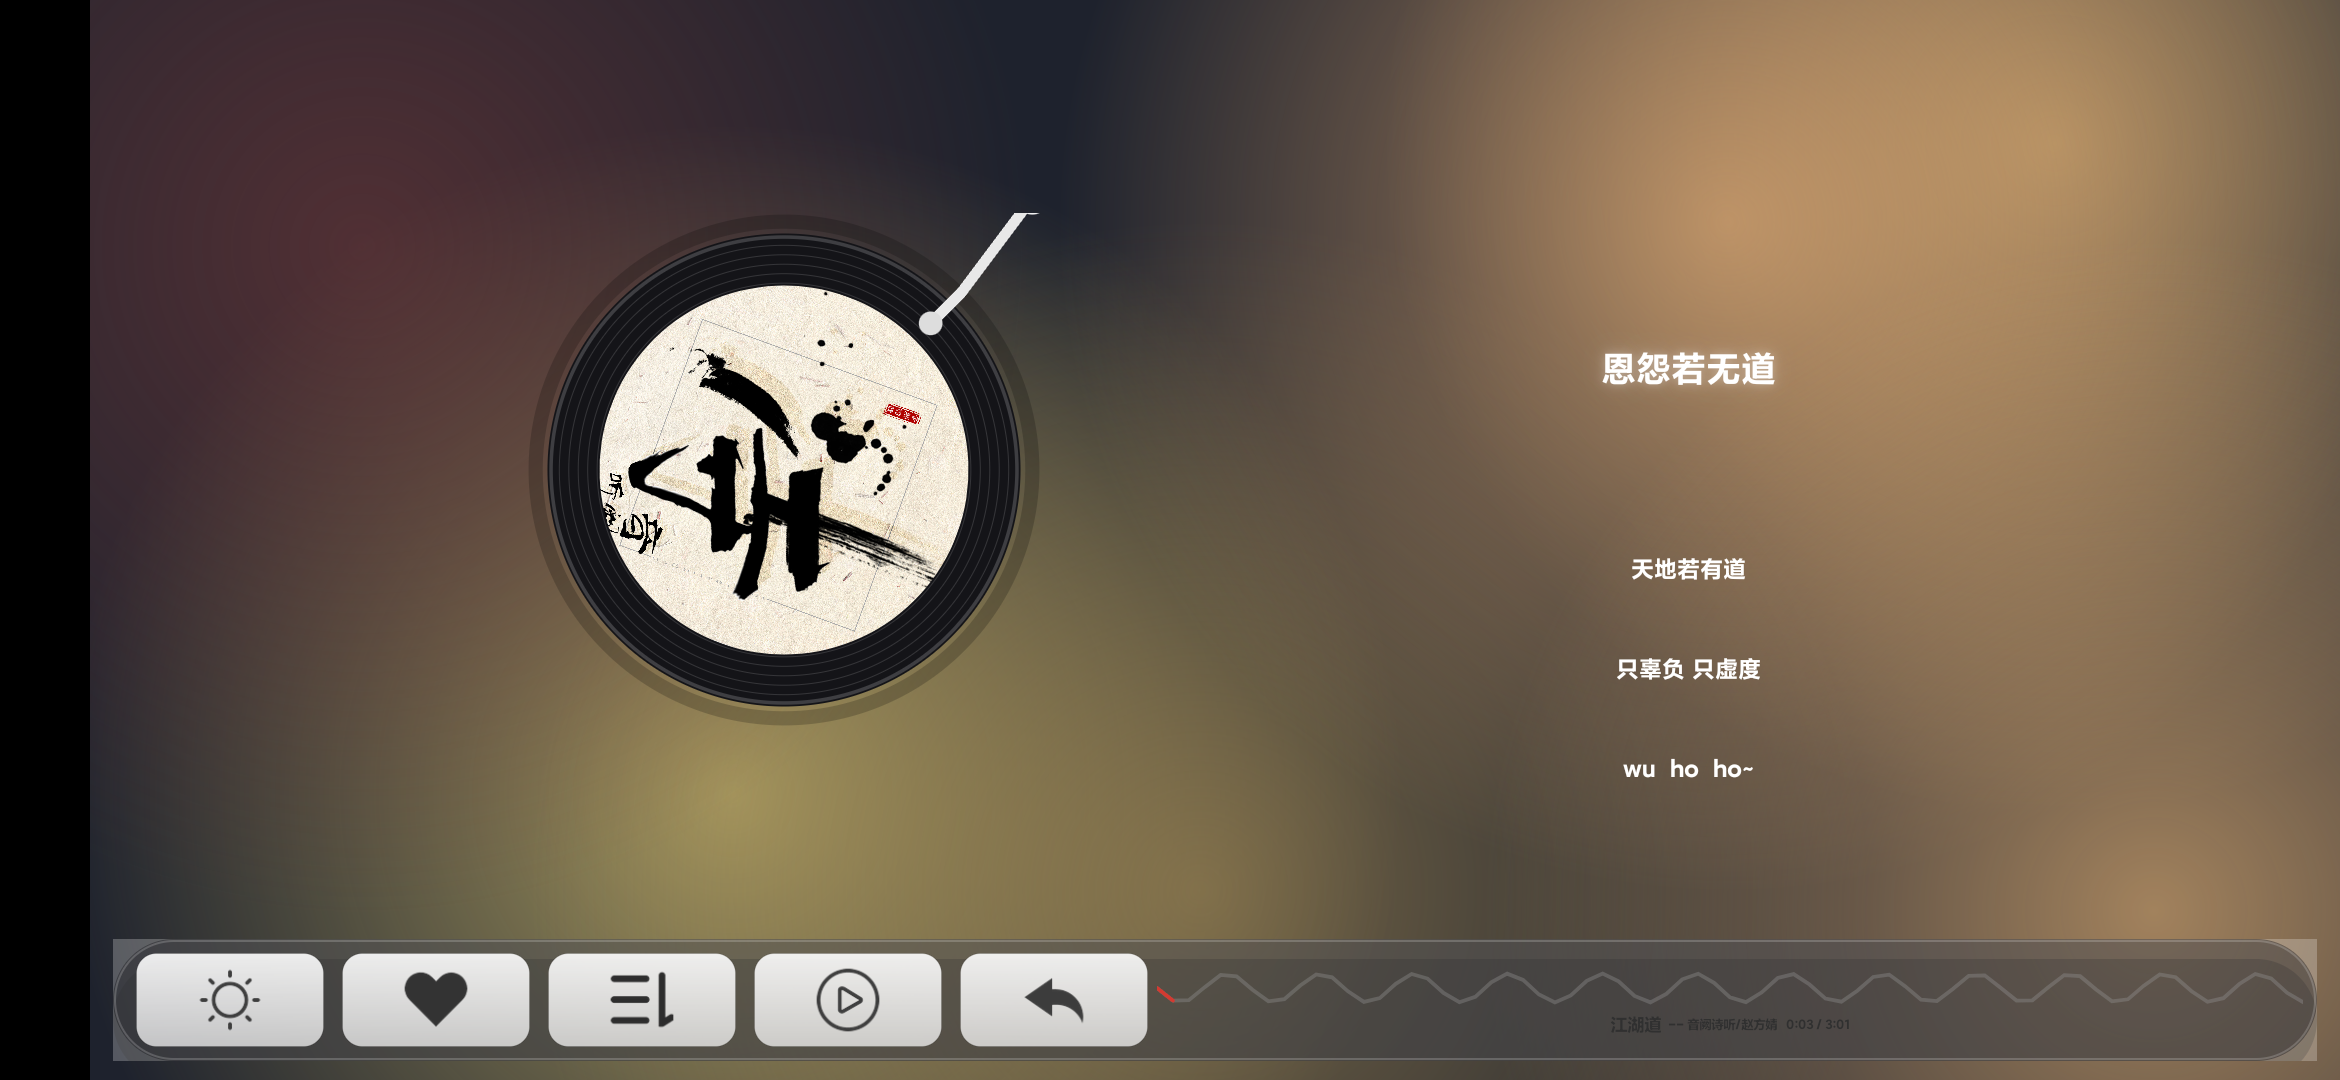 恩怨若无道
天地若有道
只辜负 只虚度
wu ho ho~
江湖道 -- 音阙诗听/赵方婧 0:03 / 3:01